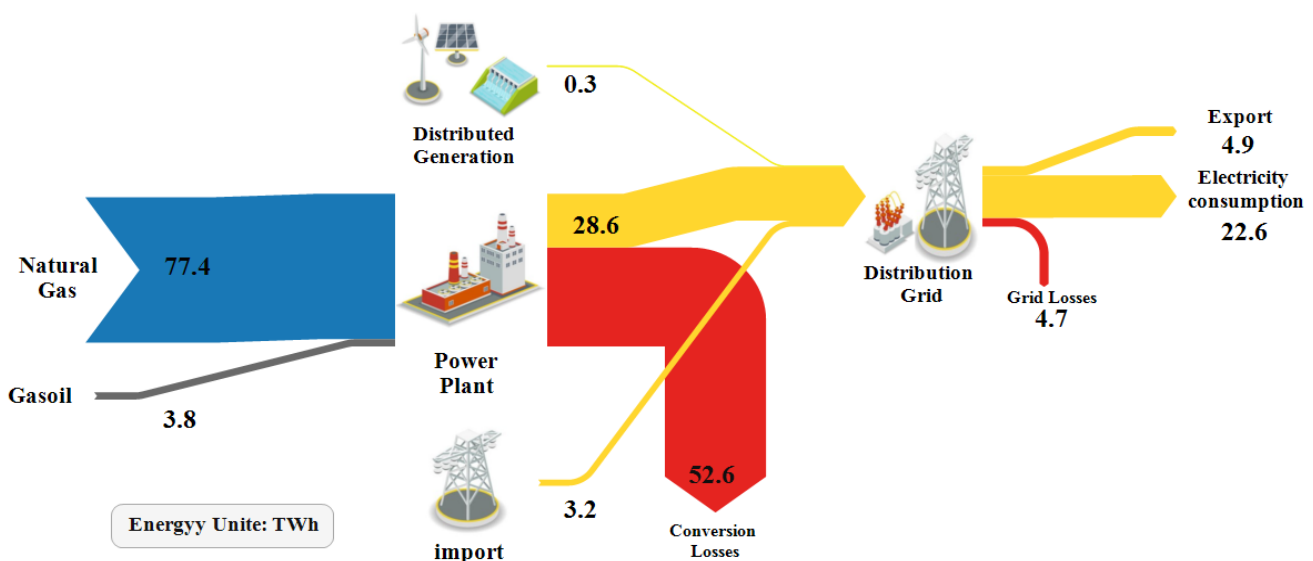 0.3
Distributed
Generation
Export
4.9
Electricity
consumption
22.6
28.6
Natural
Gas
77.4
Distribution
Grid
Grid Losses
4.7
Power
Plant
Gasoil
3.8
52.6
3.2
Conversion
Losses
import
Energyy Unite: TWh